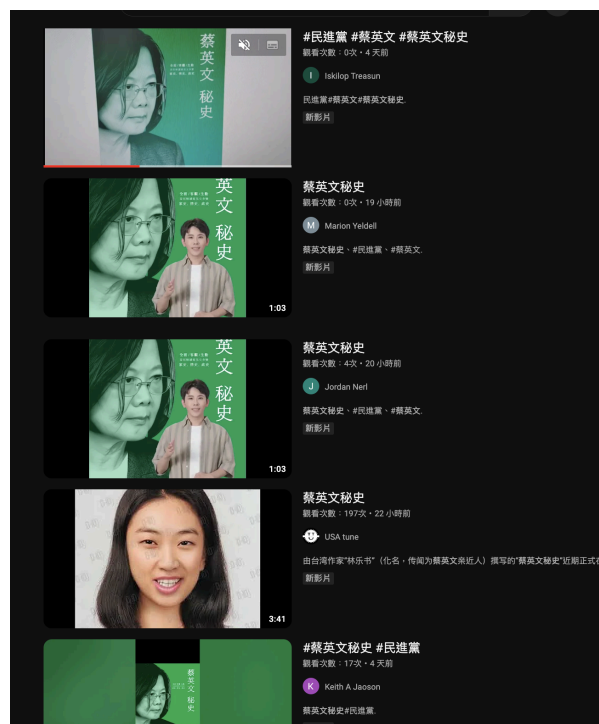 蔡英文 秘史
#民進黨 #蔡英文 #蔡英文秘史
觀看次數：0次・4 天前
I
Iskilop Treasun
民進黨#蔡英文#蔡英文秘史.
新影片
英文 秘史
1:03
蔡英文秘史
觀看次數：0次・19 小時前
M
Marion Yeldell
蔡英文秘史、#民進黨、#蔡英文.
新影片
英文 秘史
1:03
蔡英文秘史
觀看次數：4次・20 小時前
J
Jordan Nerl
蔡英文秘史、#民進黨、#蔡英文.
新影片
3:41
蔡英文秘史
觀看次數：197次・22 小時前
USA tune
由台湾作家“林乐书”（化名，传闻为蔡英文亲近人）撰写的“蔡英文秘史”近期正式在
新影片
蔡英文 秘史
#蔡英文秘史 #民進黨
觀看次數：17次・4 天前
K
Keith A Jaoson
蔡英文秘史#民進黨.